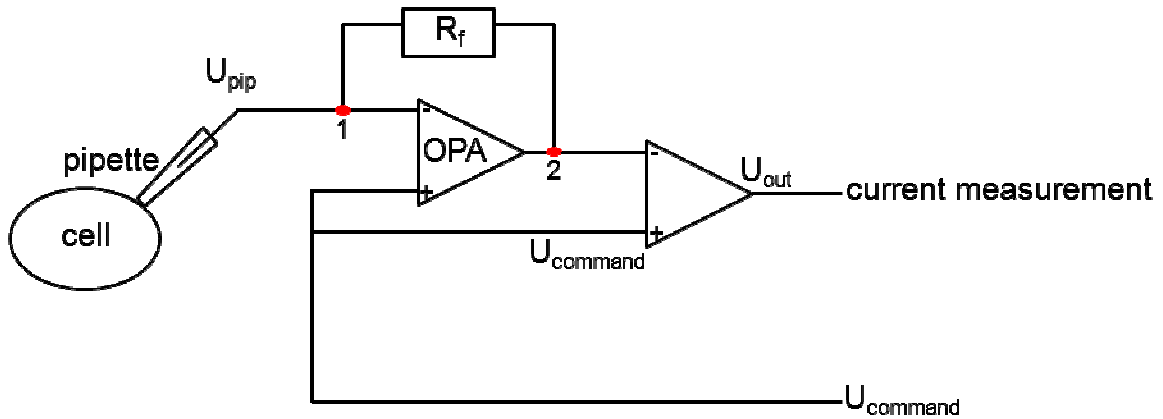 R_f
U_pip
-
1
pipette
OPA
2
-
U_out
current measurement
+
cell
+
U_command
U_command